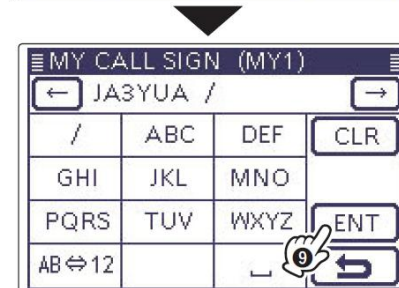 MY CALL SIGN (MY1)
← JA3YUA / →
/ ABC DEF CLR
GHI JKL MNO
PQRS TUV WXYZ ENT
AB⇔12 ␣ 9